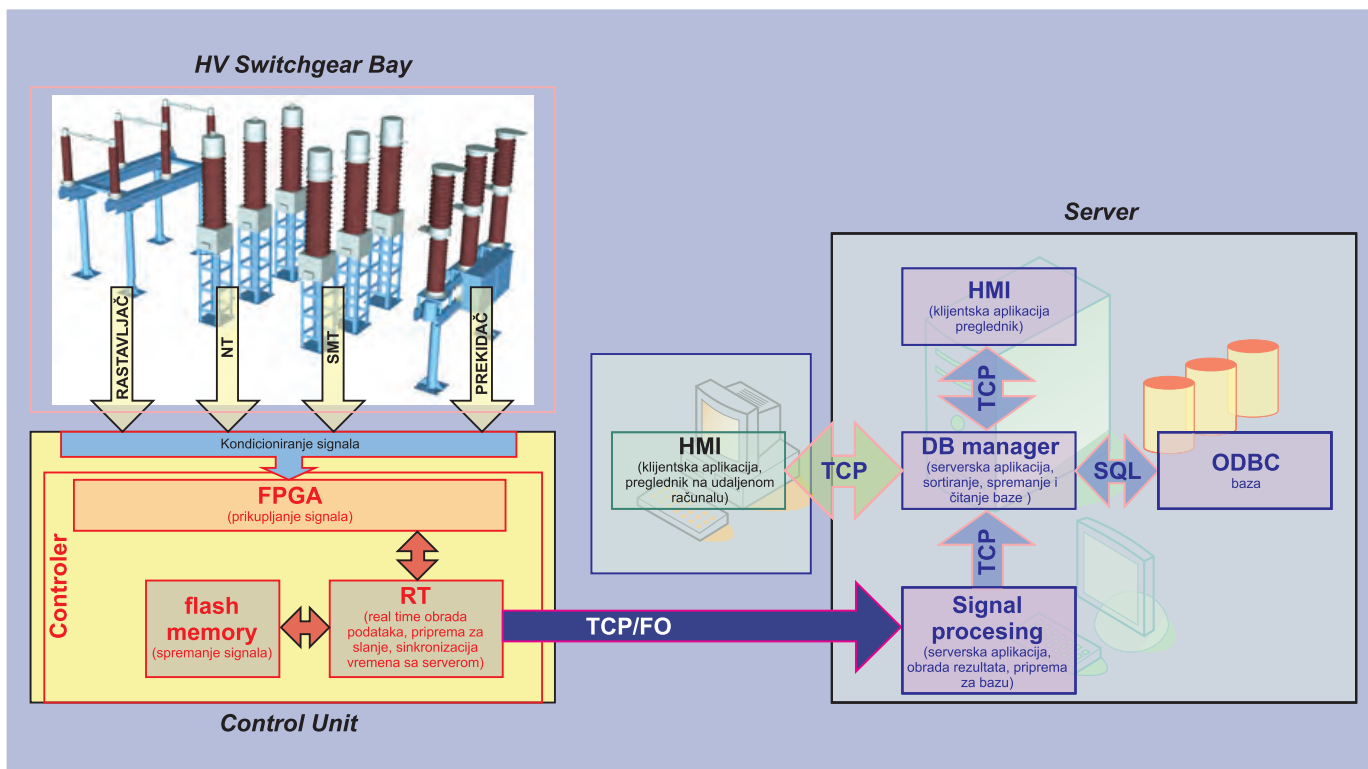 HV Switchgear Bay
RASTAVLJAČ
NT
SMT
PREKIDAČ
Kondicioniranje signala
FPGA
(prikupljanje signala)
Controler
flash
memory
(spremanje signala)
RT
(real time obrada
podataka, priprema za
slanje, sinkronizacija
vremena sa serverom)
Control Unit
TCP/FO
HMI
(klijentska aplikacija,
preglednik na udaljenom
računalu)
TCP
Server
HMI
(klijentska aplikacija
preglednik)
TCP
DB manager
(serverska aplikacija,
sortiranje, spremanje i
čitanje baze )
SQL
ODBC
baza
TCP
Signal
procesing
(serverska aplikacija,
obrada rezultata, priprema
za bazu)